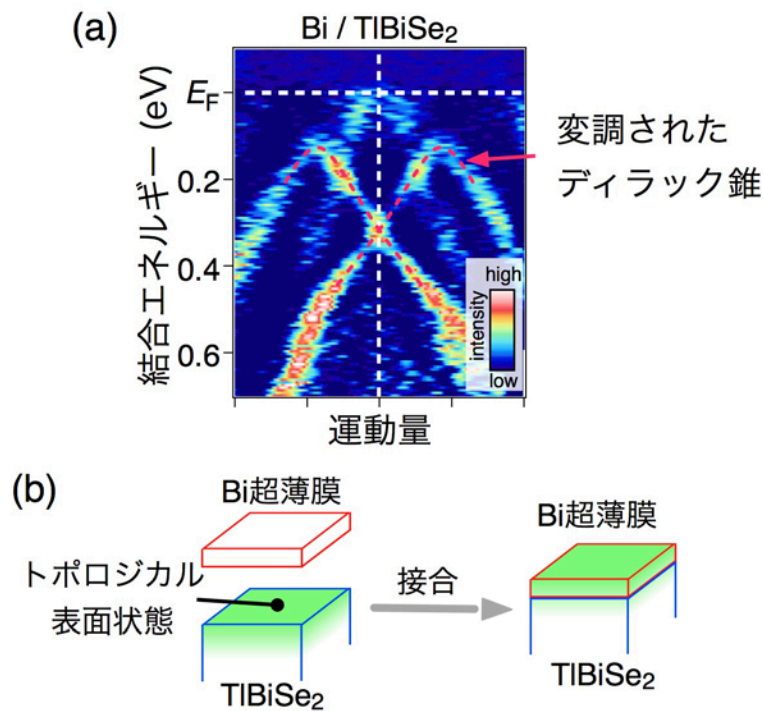 (a)
Bi / TlBiSe2
結合エネルギー (eV)
EF
0.2
0.4
0.6
変調された
ディラック錐
high
intensity
low
運動量
(b)
Bi超薄膜
トポロジカル
表面状態
TlBiSe2
接合
Bi超薄膜
TlBiSe2